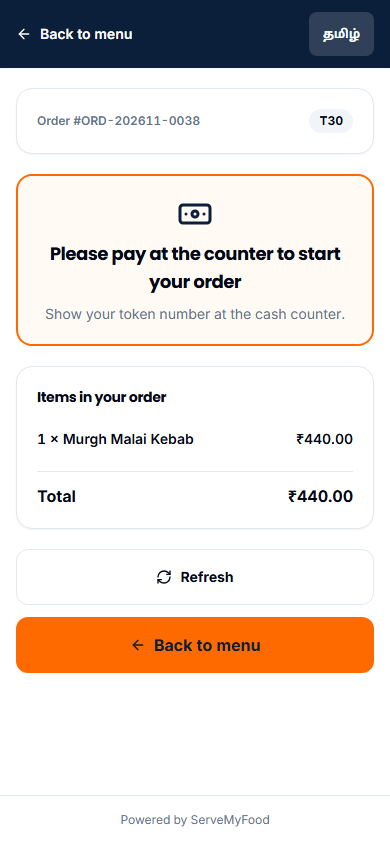 Back to menu
தமிழ்
Order #ORD-202611-0038
T30
Please pay at the counter to start
your order
Show your token number at the cash counter.
Items in your order
1 × Murgh Malai Kebab ₹440.00
Total ₹440.00
Refresh
Back to menu
Powered by ServeMyFood